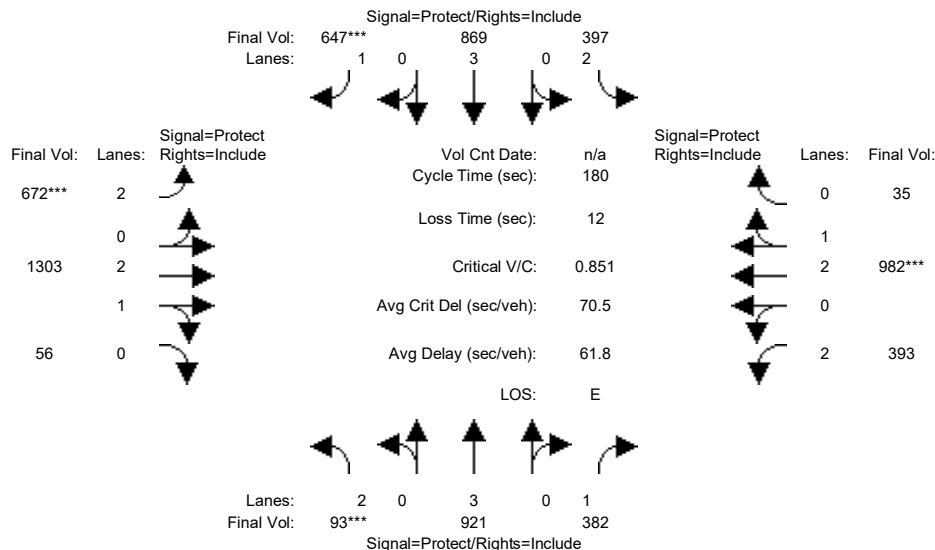 Signal=Protect/Rights=Include
Final Vol: 647*** 869 397
Lanes: 1 0 3 0 2
Signal=Protect Signal=Protect
Final Vol: Lanes: Rights=Include Vol Cnt Date: n/a Rights=Include Lanes: Final Vol:
Cycle Time (sec): 180
672*** 2 0 35
Loss Time (sec): 12
0 1
1303 2 Critical V/C: 0.851 2 982***
1 Avg Crit Del (sec/veh): 70.5 0
56 0 Avg Delay (sec/veh): 61.8 2 393
LOS: E
Lanes: 2 0 3 0 1
Final Vol: 93*** 921 382
Signal=Protect/Rights=Include